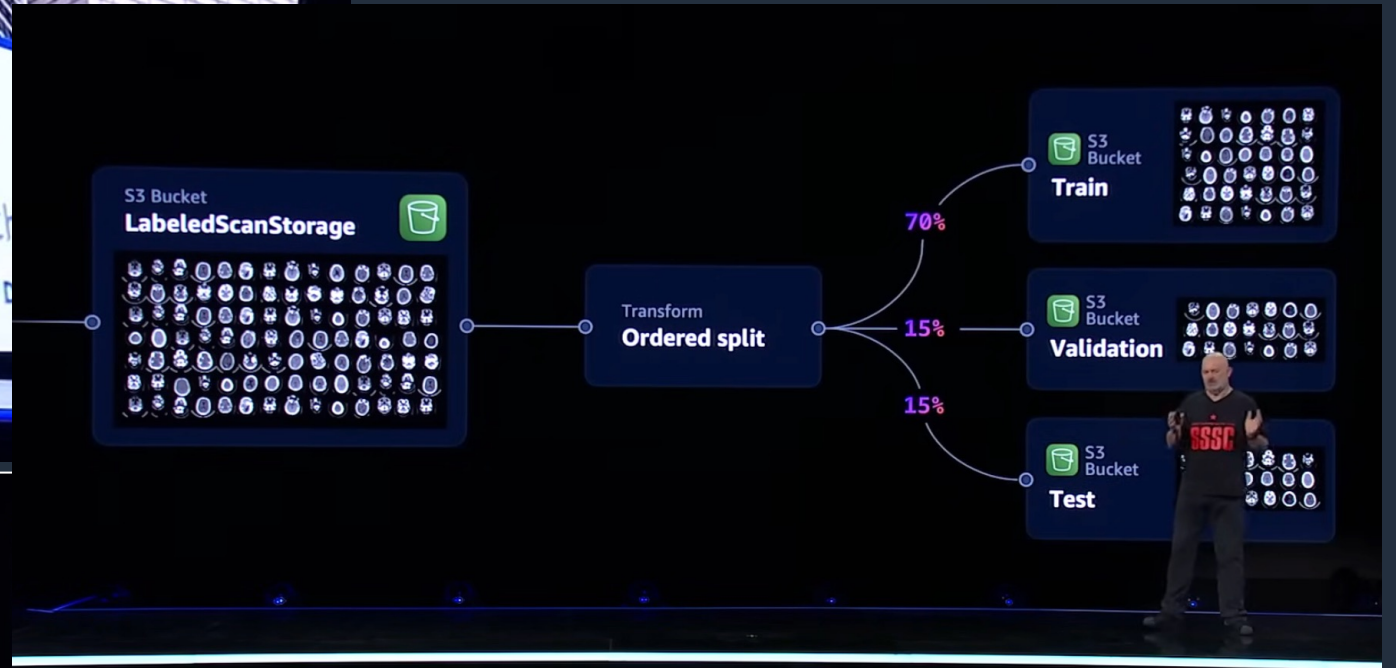 S3 Bucket
LabeledScanStorage
Transform
Ordered split
70%
15%
15%
S3
Bucket
Train
S3
Bucket
Validation
S3
Bucket
Test
SSSC